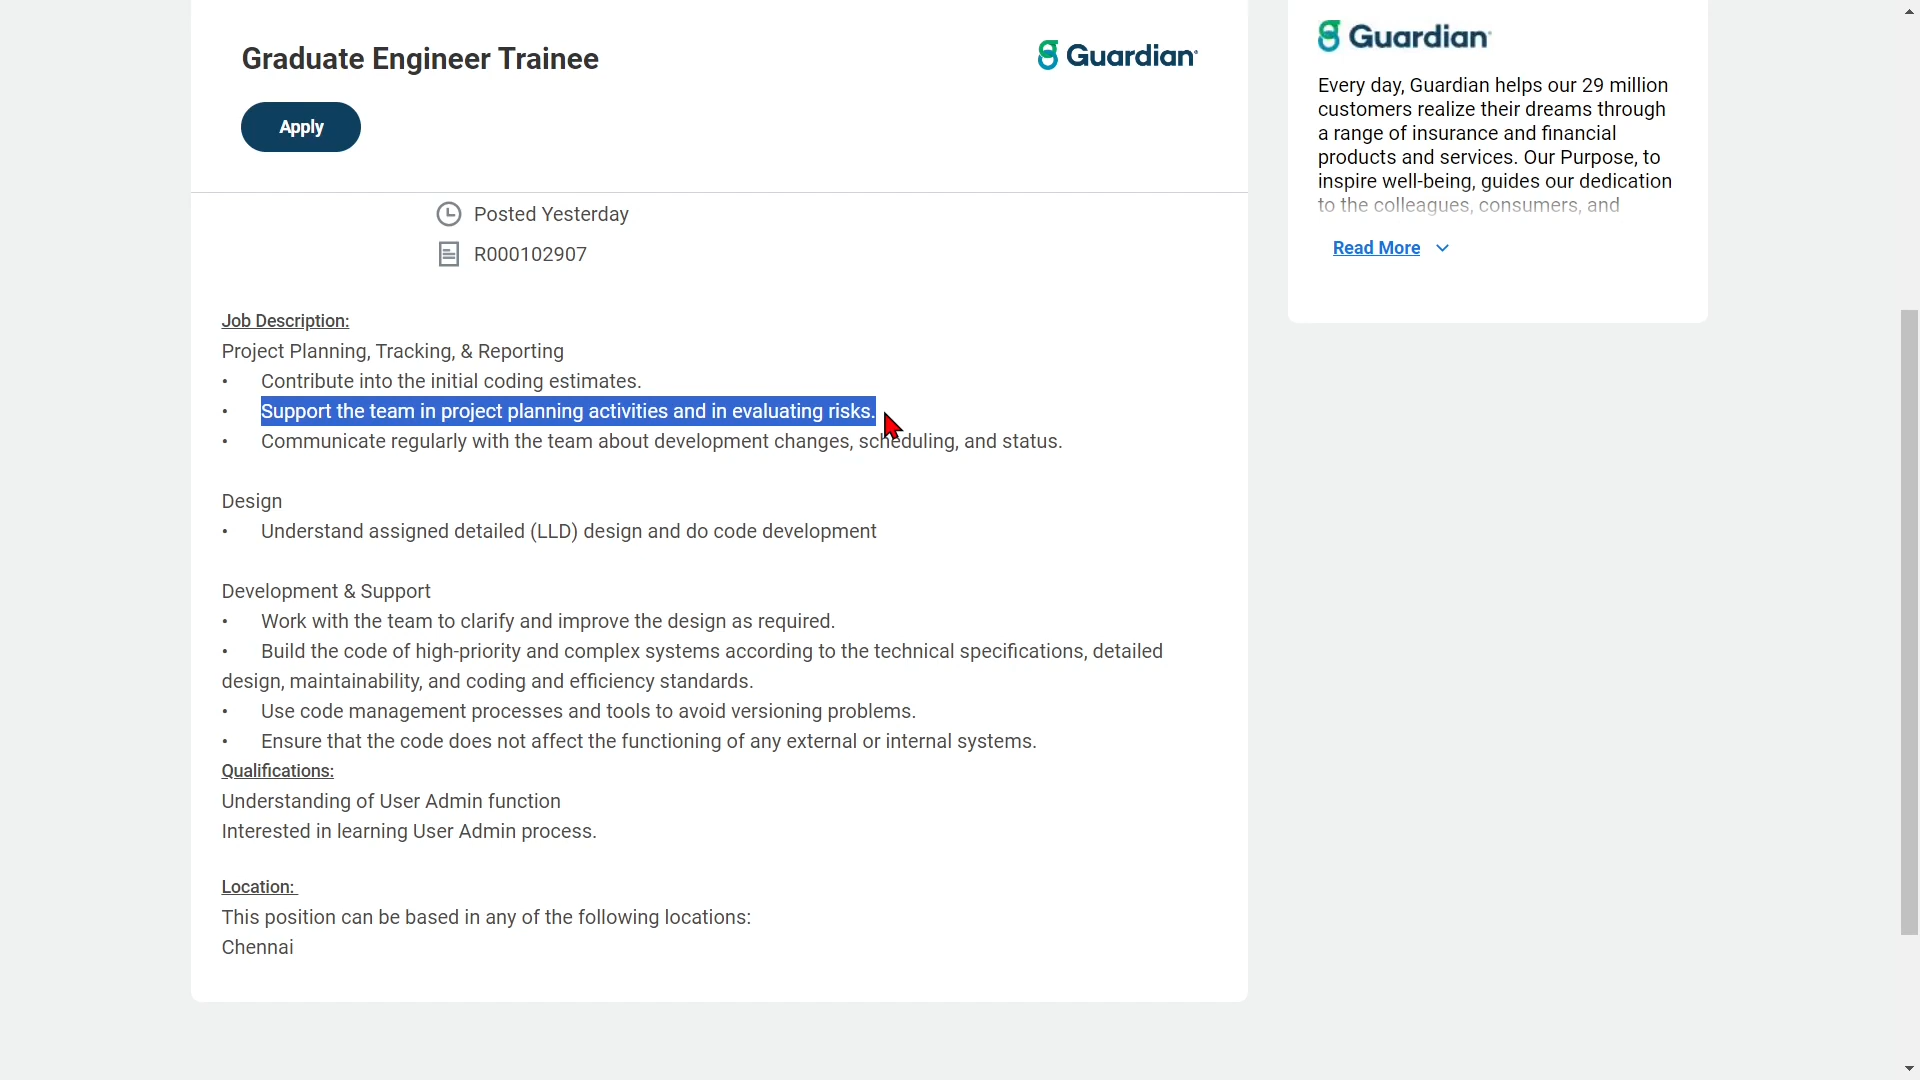 Graduate Engineer Trainee
Guardian
Apply
Posted Yesterday
R000102907
Job Description:
Project Planning, Tracking, & Reporting
• Contribute into the initial coding estimates.
• Support the team in project planning activities and in evaluating risks.
• Communicate regularly with the team about development changes, scheduling, and status.
Design
• Understand assigned detailed (LLD) design and do code development
Development & Support
• Work with the team to clarify and improve the design as required.
• Build the code of high-priority and complex systems according to the technical specifications, detailed
design, maintainability, and coding and efficiency standards.
• Use code management processes and tools to avoid versioning problems.
• Ensure that the code does not affect the functioning of any external or internal systems.
Qualifications:
Understanding of User Admin function
Interested in learning User Admin process.
Location:
This position can be based in any of the following locations:
Chennai
Guardian
Every day, Guardian helps our 29 million
customers realize their dreams through
a range of insurance and financial
products and services. Our Purpose, to
inspire well-being, guides our dedication
to the colleagues, consumers, and
Read More